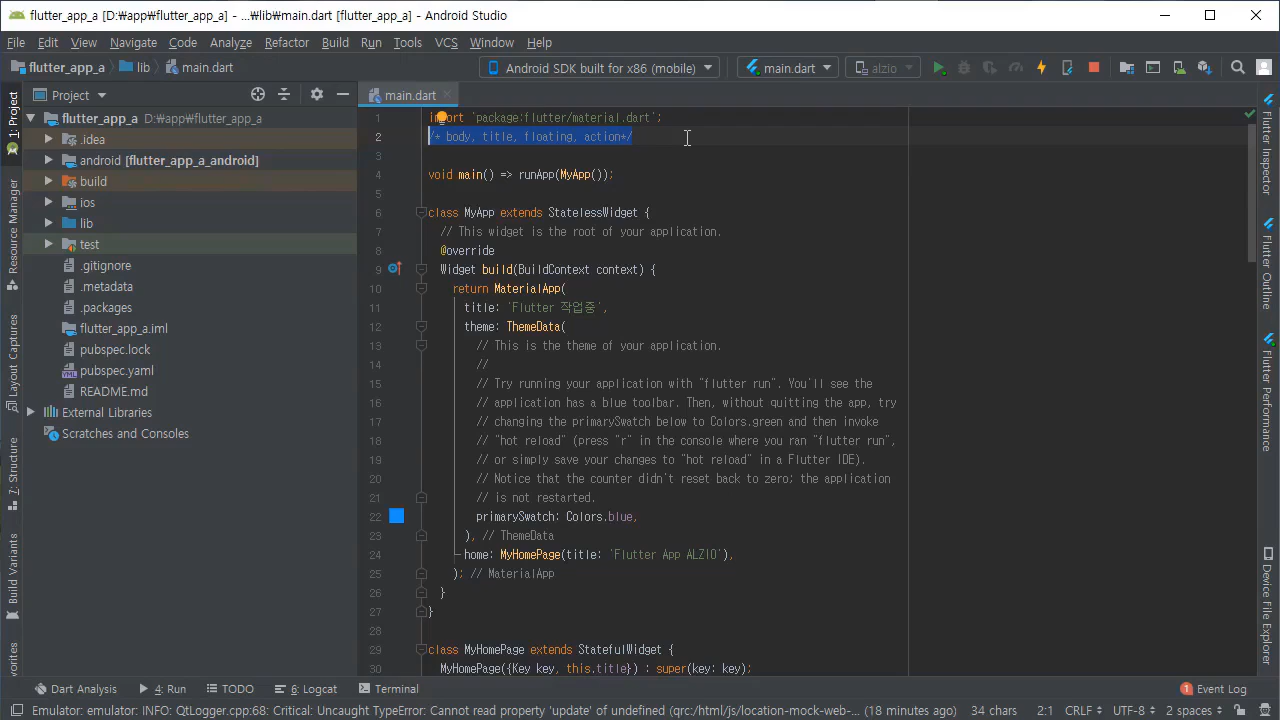 flutter_app_a [D:₩app₩flutter_app_a] - ...₩lib₩main.dart [flutter_app_a] - Android Studio
File Edit View Navigate Code Analyze Refactor Build Run Tools VCS Window Help
flutter_app_a lib main.dart Android SDK built for x86 (mobile) main.dart alzio
Project main.dart
flutter_app_a D:₩app₩flutter_app_a
.idea
android [flutter_app_a_android]
build
ios
lib
test
.gitignore
.metadata
.packages
flutter_app_a.iml
pubspec.lock
pubspec.yaml
README.md
External Libraries
Scratches and Consoles
1: Project
Resource Manager
Layout Captures
7: Structure
Build Variants
1 import 'package:flutter/material.dart';
2 /* body, title, floating, action*/
3
4 void main() => runApp(MyApp());
5
6 class MyApp extends StatelessWidget {
7 // This widget is the root of your application.
8 @override
9 Widget build(BuildContext context) {
10 return MaterialApp(
11 title: 'Flutter 작업중',
12 theme: ThemeData(
13 // This is the theme of your application.
14 //
15 // Try running your application with "flutter run". You'll see the
16 // application has a blue toolbar. Then, without quitting the app, try
17 // changing the primarySwatch below to Colors.green and then invoke
18 // "hot reload" (press "r" in the console where you ran "flutter run",
19 // or simply save your changes to "hot reload" in a Flutter IDE).
20 // Notice that the counter didn't reset back to zero; the application
21 // is not restarted.
22 primarySwatch: Colors.blue,
23 ), // ThemeData
24 home: MyHomePage(title: 'Flutter App ALZIO'),
25 ); // MaterialApp
26 }
27 }
28
29 class MyHomePage extends StatefulWidget {
30 MyHomePage({Key key, this.title}) : super(key: key);
Flutter Inspector
Flutter Outline
Flutter Performance
Device File Explorer
Dart Analysis 4: Run TODO 6: Logcat Terminal 1 Event Log
Emulator: emulator: INFO: QtLogger.cpp:68: Critical: Uncaught TypeError: Cannot read property 'update' of undefined (qrc:/html/js/location-mock-web-... (18 minutes ago) 34 chars 2:1 CRLF UTF-8 2 spaces